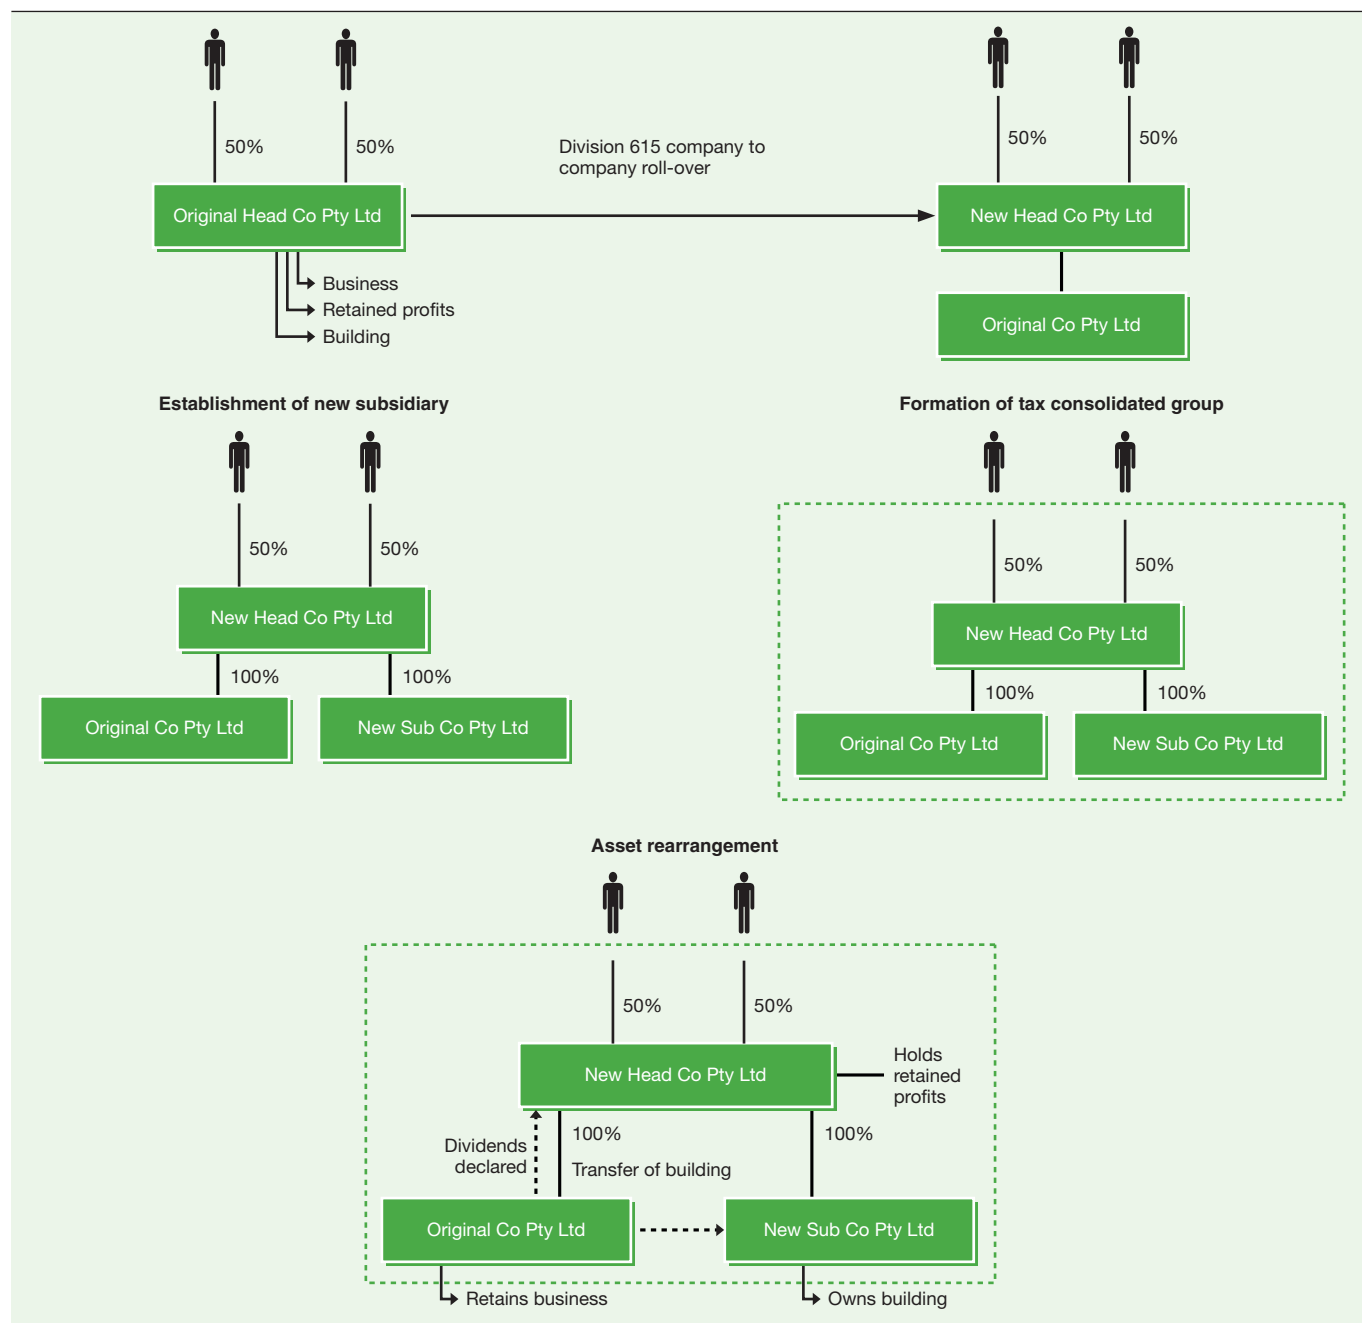 50%
50%
Division 615 company to
company roll-over
50%
50%
Original Head Co Pty Ltd
New Head Co Pty Ltd
Business
Retained profits
Building
Original Co Pty Ltd
Establishment of new subsidiary
Formation of tax consolidated group
50%
50%
50%
50%
New Head Co Pty Ltd
New Head Co Pty Ltd
100%
100%
100%
100%
Original Co Pty Ltd
New Sub Co Pty Ltd
Original Co Pty Ltd
New Sub Co Pty Ltd
Asset rearrangement
50%
50%
New Head Co Pty Ltd
Holds
retained
profits
100%
100%
Dividends
declared
Transfer of building
Original Co Pty Ltd
New Sub Co Pty Ltd
Retains business
Owns building